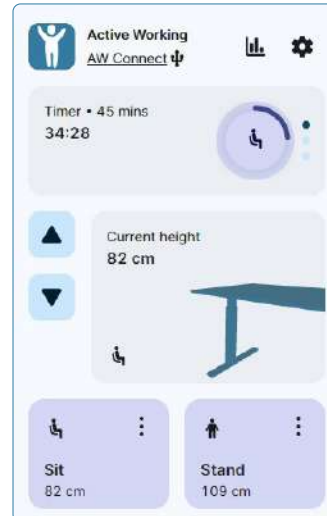 Active Working
AW Connect
Timer • 45 mins
34:28
Current height
82 cm
Sit
82 cm
Stand
109 cm